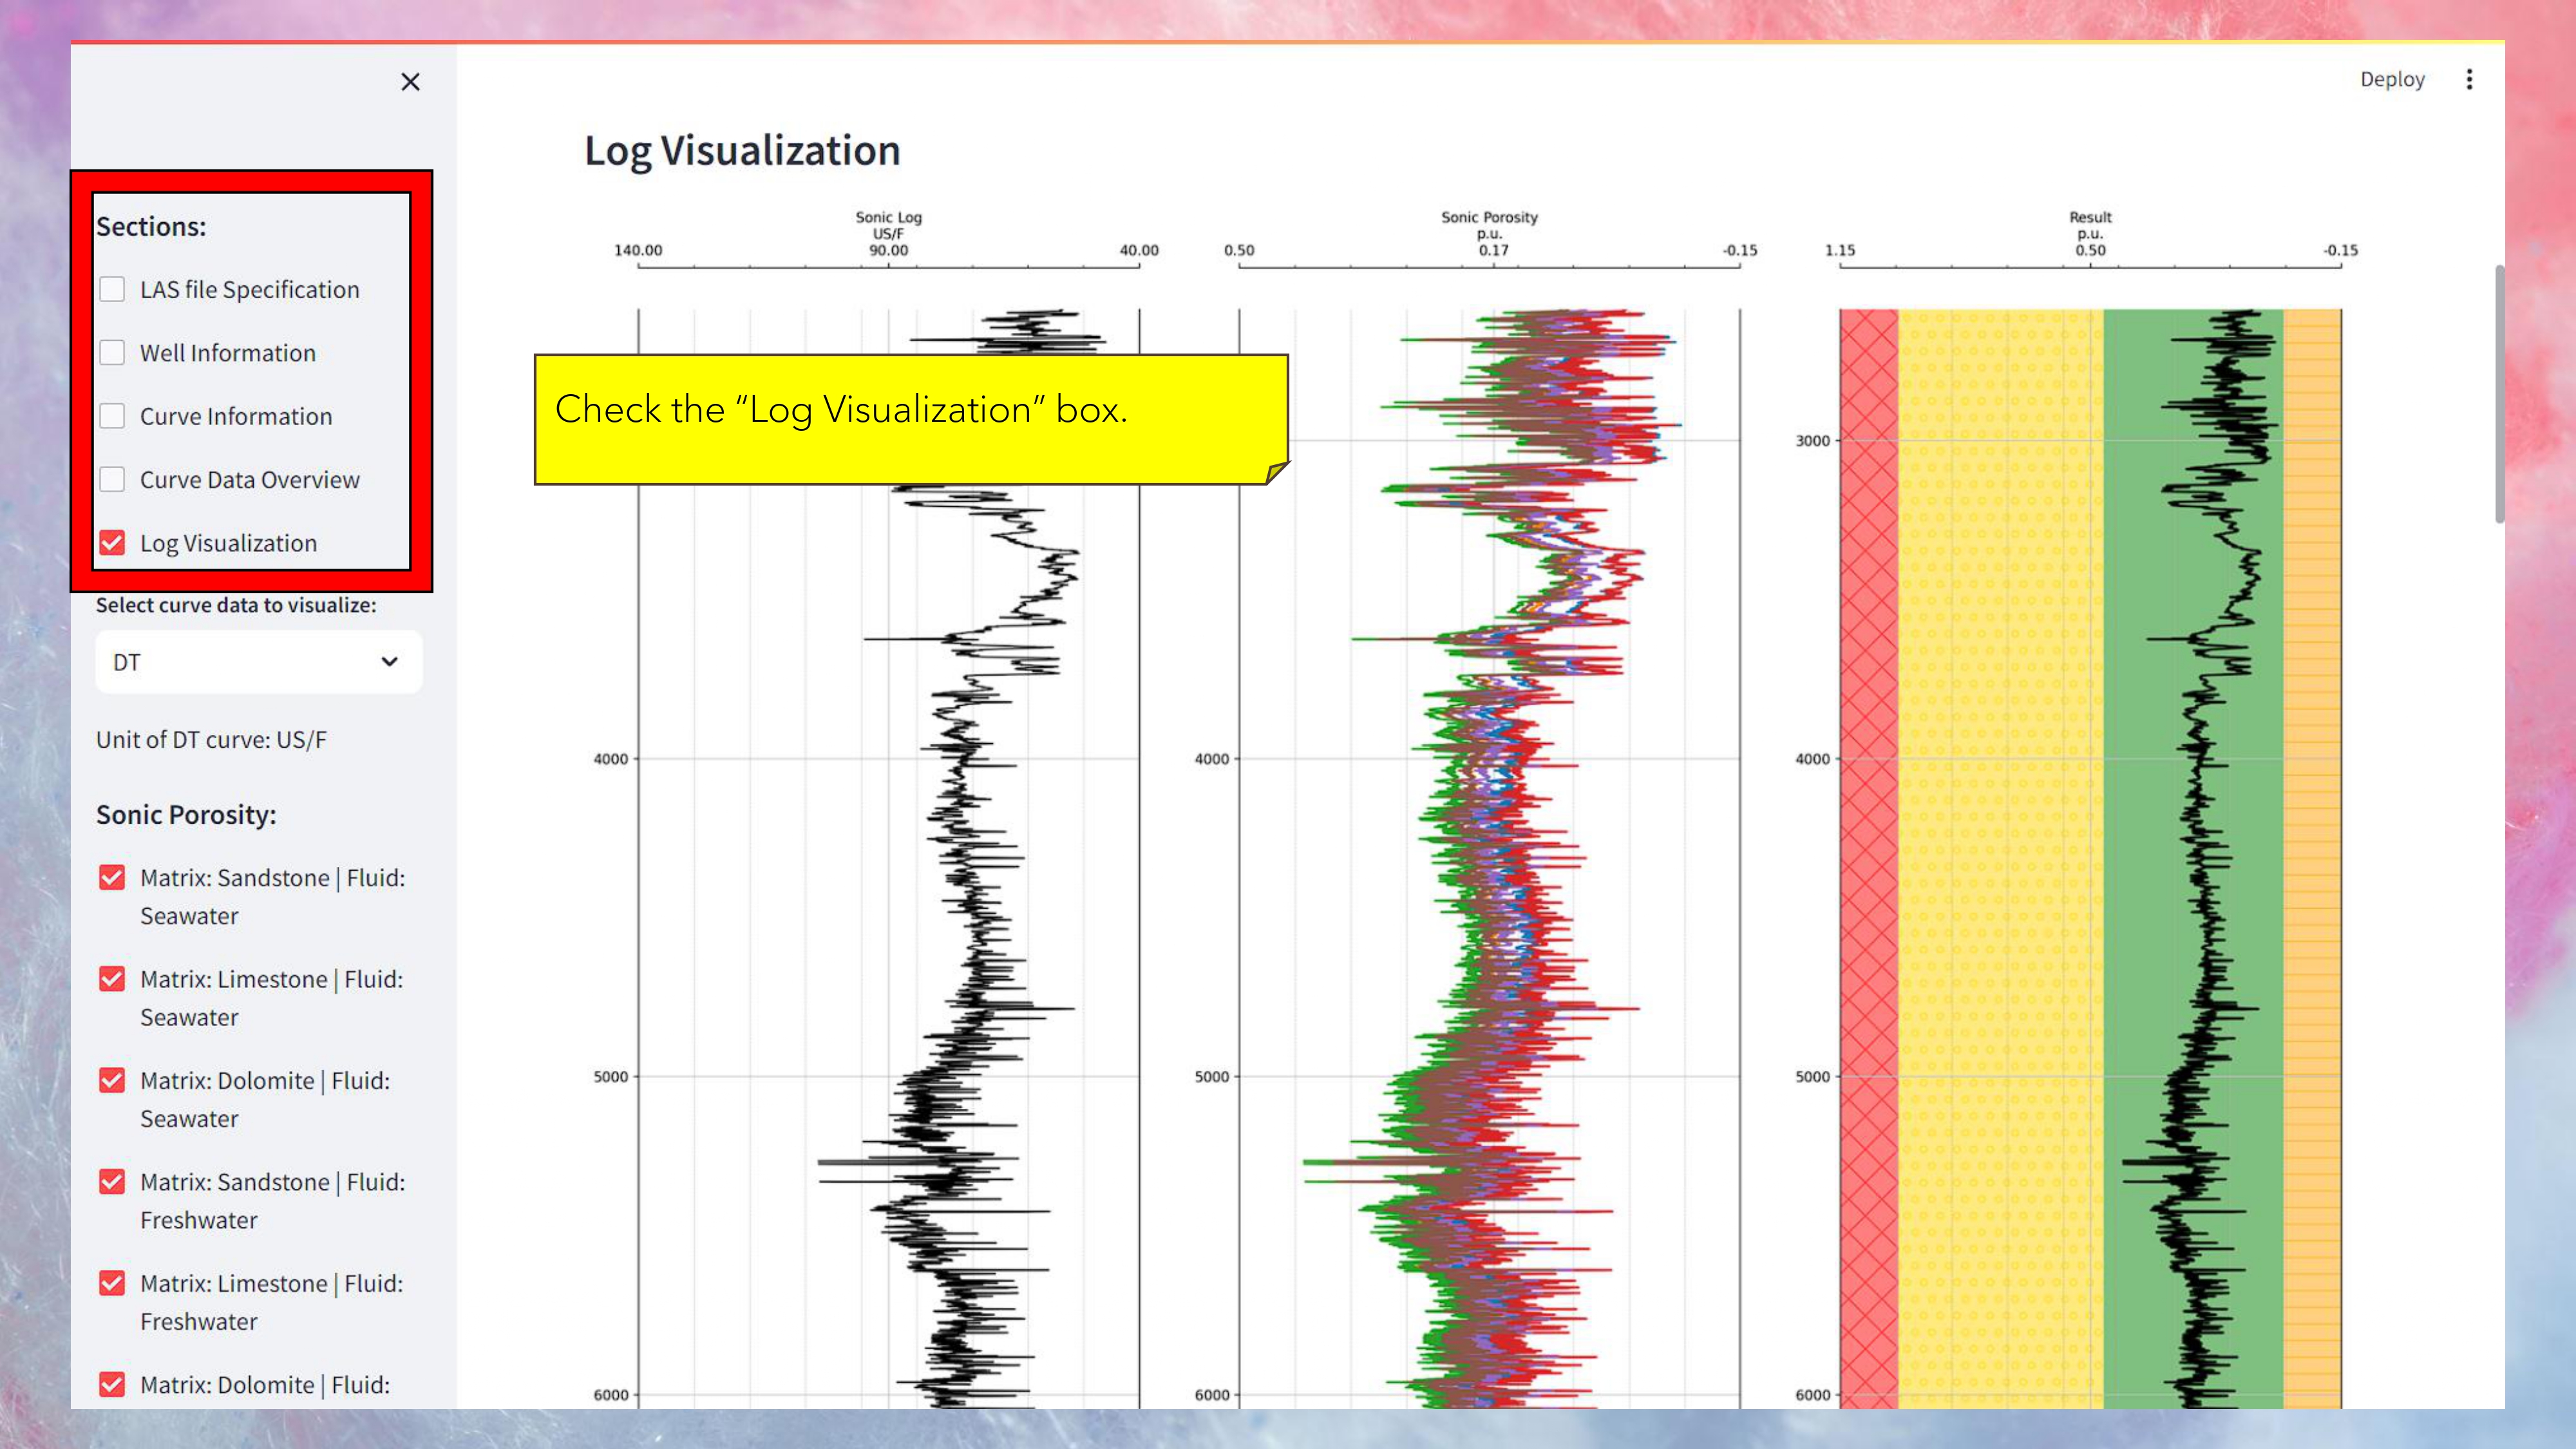 Deploy
Log Visualization
Sections:
LAS file Specification
Well Information
Curve Information
Curve Data Overview
Log Visualization
Select curve data to visualize:
DT
Unit of DT curve: US/F
Sonic Porosity:
Matrix: Sandstone | Fluid:
Seawater
Matrix: Limestone | Fluid:
Seawater
Matrix: Dolomite | Fluid:
Seawater
Matrix: Sandstone | Fluid:
Freshwater
Matrix: Limestone | Fluid:
Freshwater
Matrix: Dolomite | Fluid:
Check the “Log Visualization” box.
Sonic Log
US/F
140.00 90.00 40.00
4000
5000
6000
Sonic Porosity
p.u.
0.50 0.17 -0.15
4000
5000
6000
Result
p.u.
1.15 0.50 -0.15
3000
4000
5000
6000